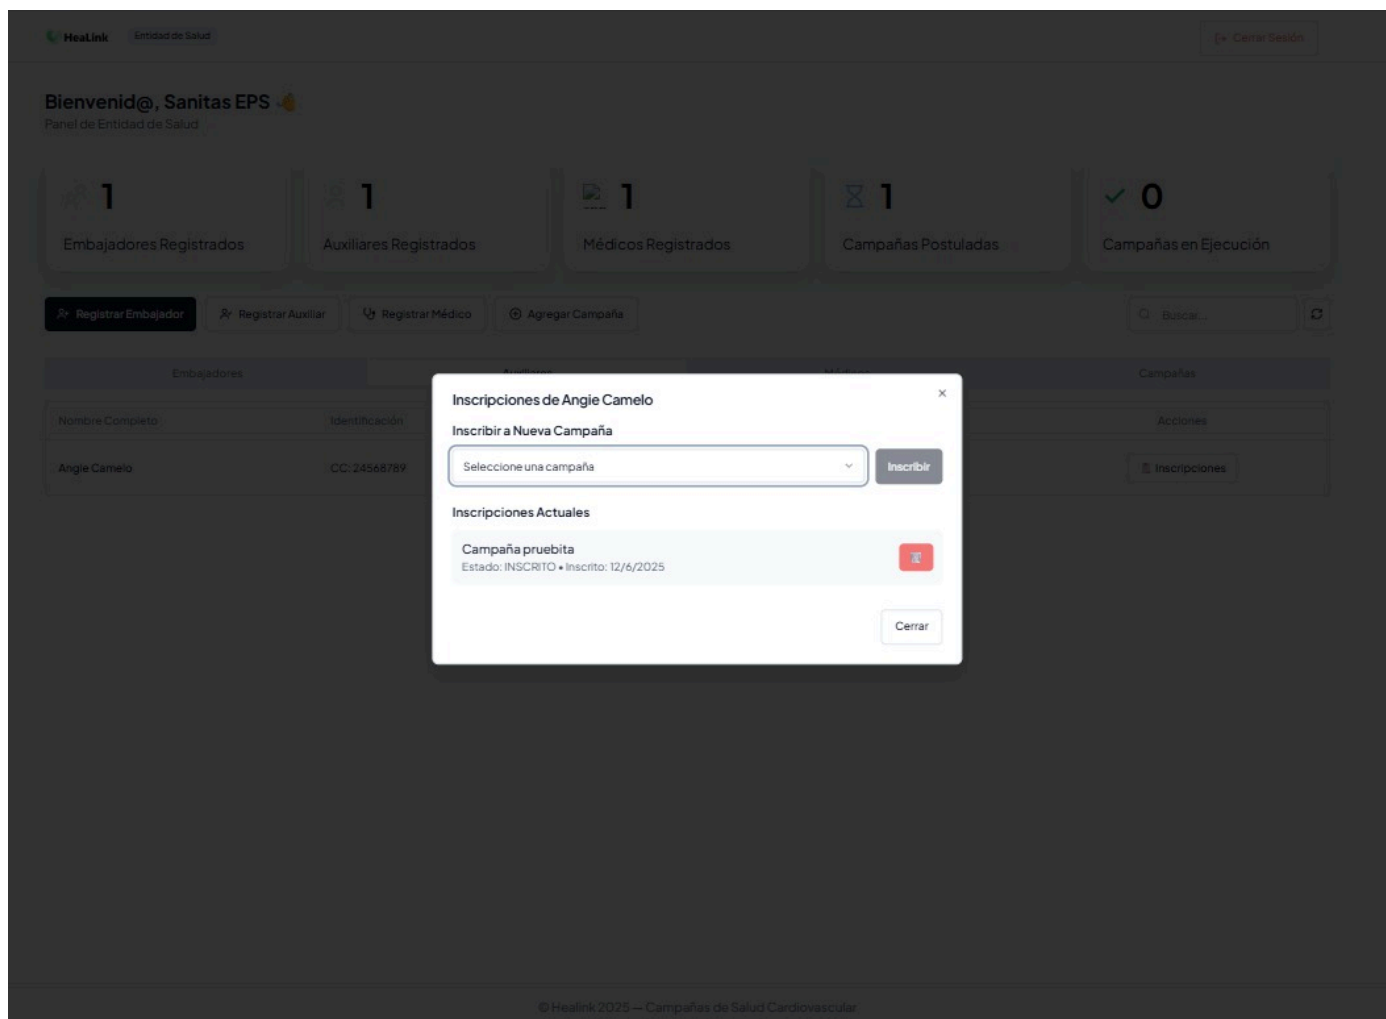 HeaLink Entidad de Salud Cerrar Sesión
Bienvenid@, Sanitas EPS
Panel de Entidad de Salud
1 1 1 1 0
Embajadores Registrados Auxiliares Registrados Médicos Registrados Campañas Postuladas Campañas en Ejecución
Registrar Embajador Registrar Auxiliar Registrar Médico Agregar Campaña Buscar...
Embajadores Auxiliares Médicos Campañas
Nombre Completo Identificación Acciones
Angie Camelo CC: 24568789 Inscripciones
Inscripciones de Angie Camelo
Inscribir a Nueva Campaña
Seleccione una campaña Inscribir
Inscripciones Actuales
Campaña pruebita
Estado: INSCRITO • Inscrito: 12/6/2025
Cerrar
© Healink 2025 — Campañas de Salud Cardiovascular